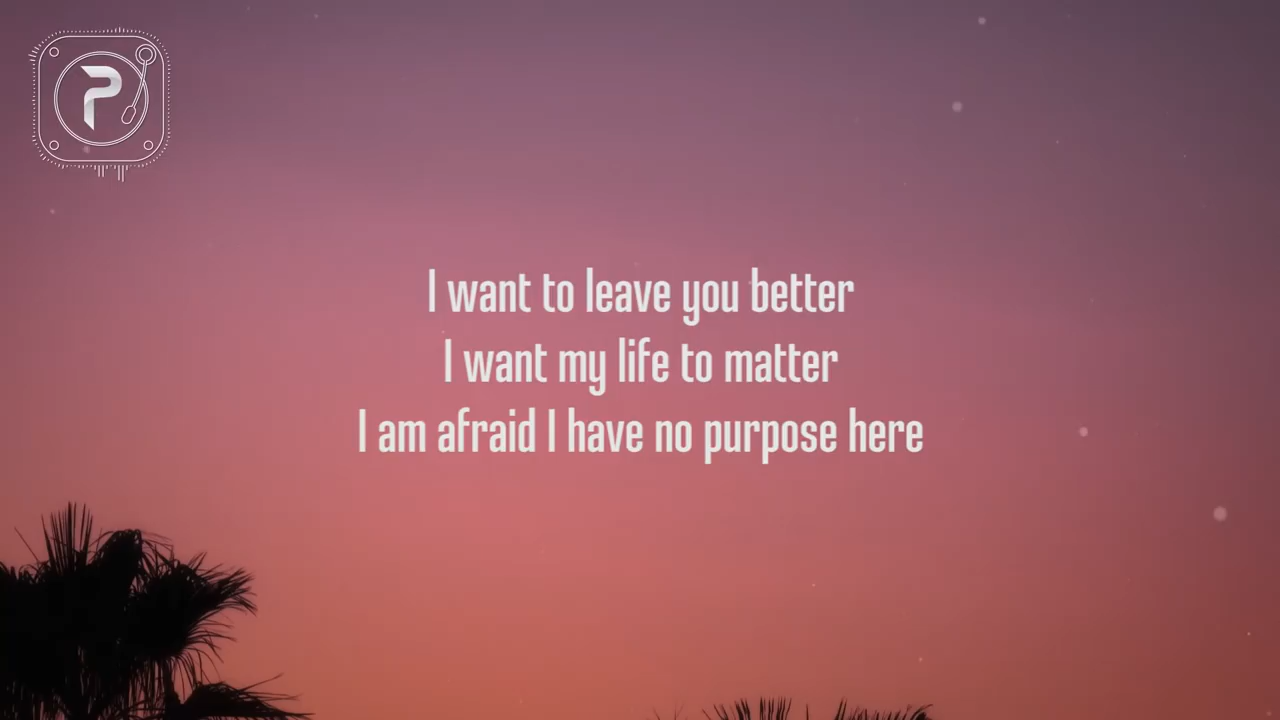 P
I want to leave you better
I want my life to matter
I am afraid I have no purpose here